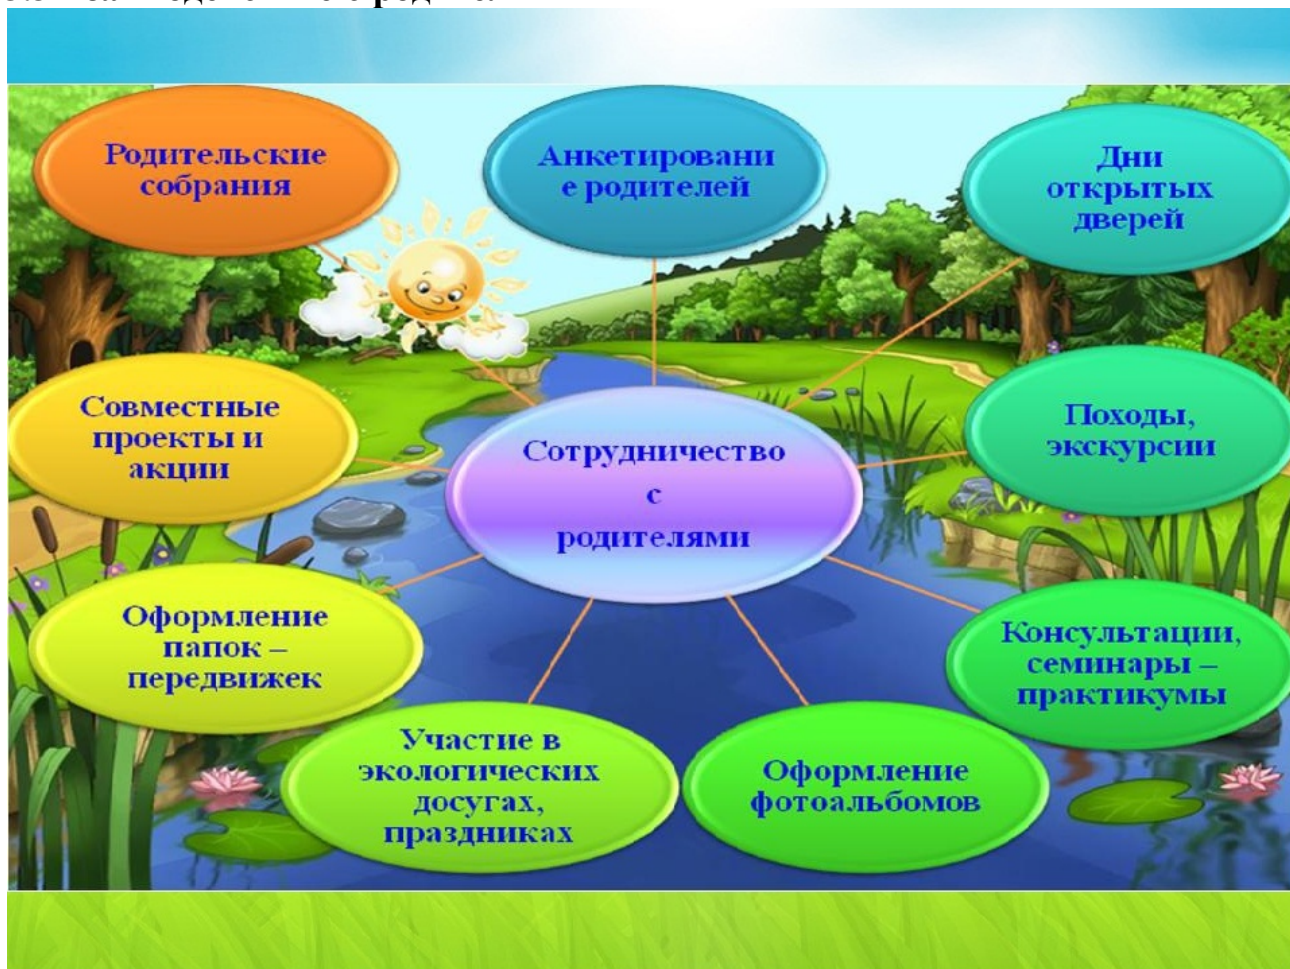 Родительские
собрания
Анкетировани
е родителей
Дни
открытых
дверей
Совместные
проекты и
акции
Сотрудничество
с
родителями
Походы,
экскурсии
Оформление
папок –
передвижек
Консультации,
семинары –
практикумы
Участие в
экологических
досугах,
праздниках
Оформление
фотоальбомов